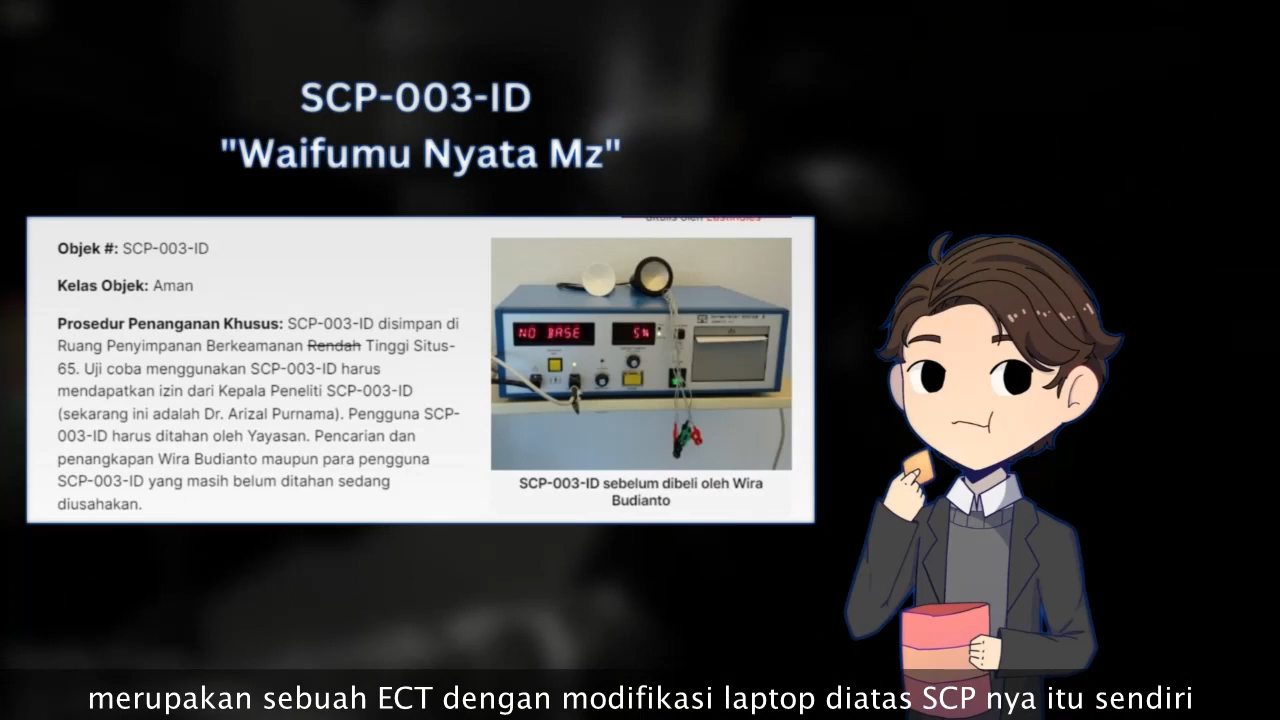 SCP-003-ID
"Waifumu Nyata Mz"
ditulis oleh EastIndies
Objek #: SCP-003-ID
Kelas Objek: Aman
Prosedur Penanganan Khusus: SCP-003-ID disimpan di
Ruang Penyimpanan Berkeamanan Rendah Tinggi Situs-
65. Uji coba menggunakan SCP-003-ID harus
mendapatkan izin dari Kepala Peneliti SCP-003-ID
(sekarang ini adalah Dr. Arizal Purnama). Pengguna SCP-
003-ID harus ditahan oleh Yayasan. Pencarian dan
penangkapan Wira Budianto maupun para pengguna
SCP-003-ID yang masih belum ditahan sedang
diusahakan.
NO BASE
5%
SCP-003-ID sebelum dibeli oleh Wira
Budianto
merupakan sebuah ECT dengan modifikasi laptop diatas SCP nya itu sendiri